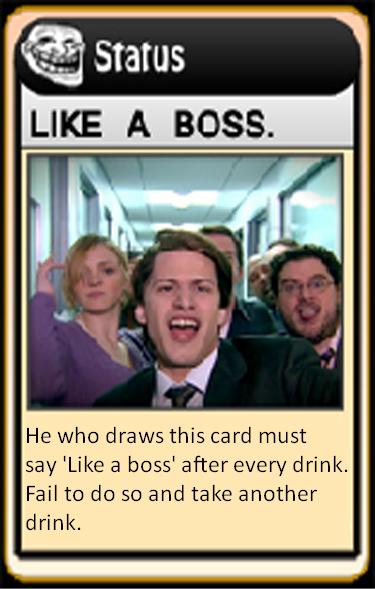 Status
LIKE A BOSS.
He who draws this card must
say 'Like a boss' after every drink.
Fail to do so and take another
drink.